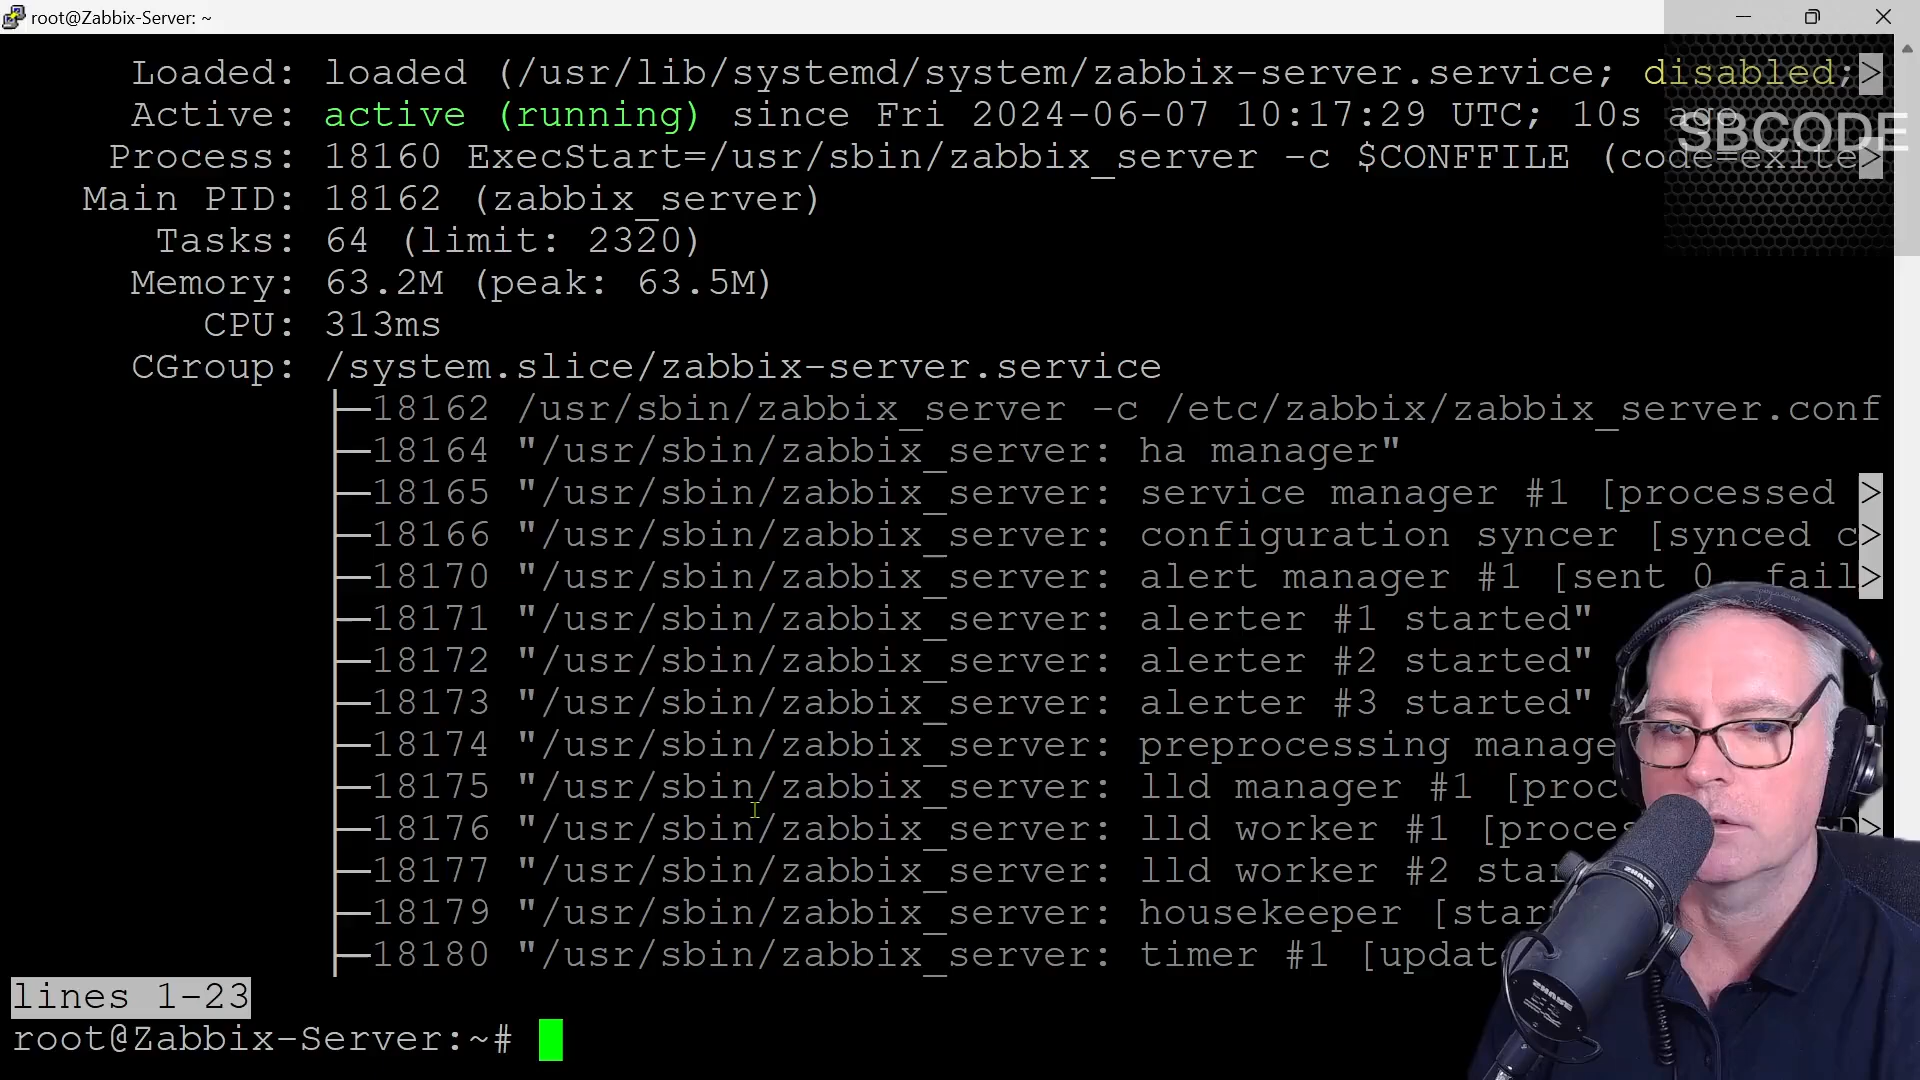 root@Zabbix-Server: ~
Loaded: loaded (/usr/lib/systemd/system/zabbix-server.service; disabled;>
Active: active (running) since Fri 2024-06-07 10:17:29 UTC; 10s ago
SBCODE
Process: 18160 ExecStart=/usr/sbin/zabbix_server -c $CONFFILE (code=exite>
Main PID: 18162 (zabbix_server)
Tasks: 64 (limit: 2320)
Memory: 63.2M (peak: 63.5M)
CPU: 313ms
CGroup: /system.slice/zabbix-server.service
├─18162 /usr/sbin/zabbix_server -c /etc/zabbix/zabbix_server.conf
├─18164 "/usr/sbin/zabbix_server: ha manager"
├─18165 "/usr/sbin/zabbix_server: service manager #1 [processed >
├─18166 "/usr/sbin/zabbix_server: configuration syncer [synced c>
├─18170 "/usr/sbin/zabbix_server: alert manager #1 [sent 0, fail>
├─18171 "/usr/sbin/zabbix_server: alerter #1 started"
├─18172 "/usr/sbin/zabbix_server: alerter #2 started"
├─18173 "/usr/sbin/zabbix_server: alerter #3 started"
├─18174 "/usr/sbin/zabbix_server: preprocessing manage
├─18175 "/usr/sbin/zabbix_server: lld manager #1 [proc
├─18176 "/usr/sbin/zabbix_server: lld worker #1 [proces
├─18177 "/usr/sbin/zabbix_server: lld worker #2 star
├─18179 "/usr/sbin/zabbix_server: housekeeper [star
├─18180 "/usr/sbin/zabbix_server: timer #1 [updat
lines 1-23
root@Zabbix-Server:~#